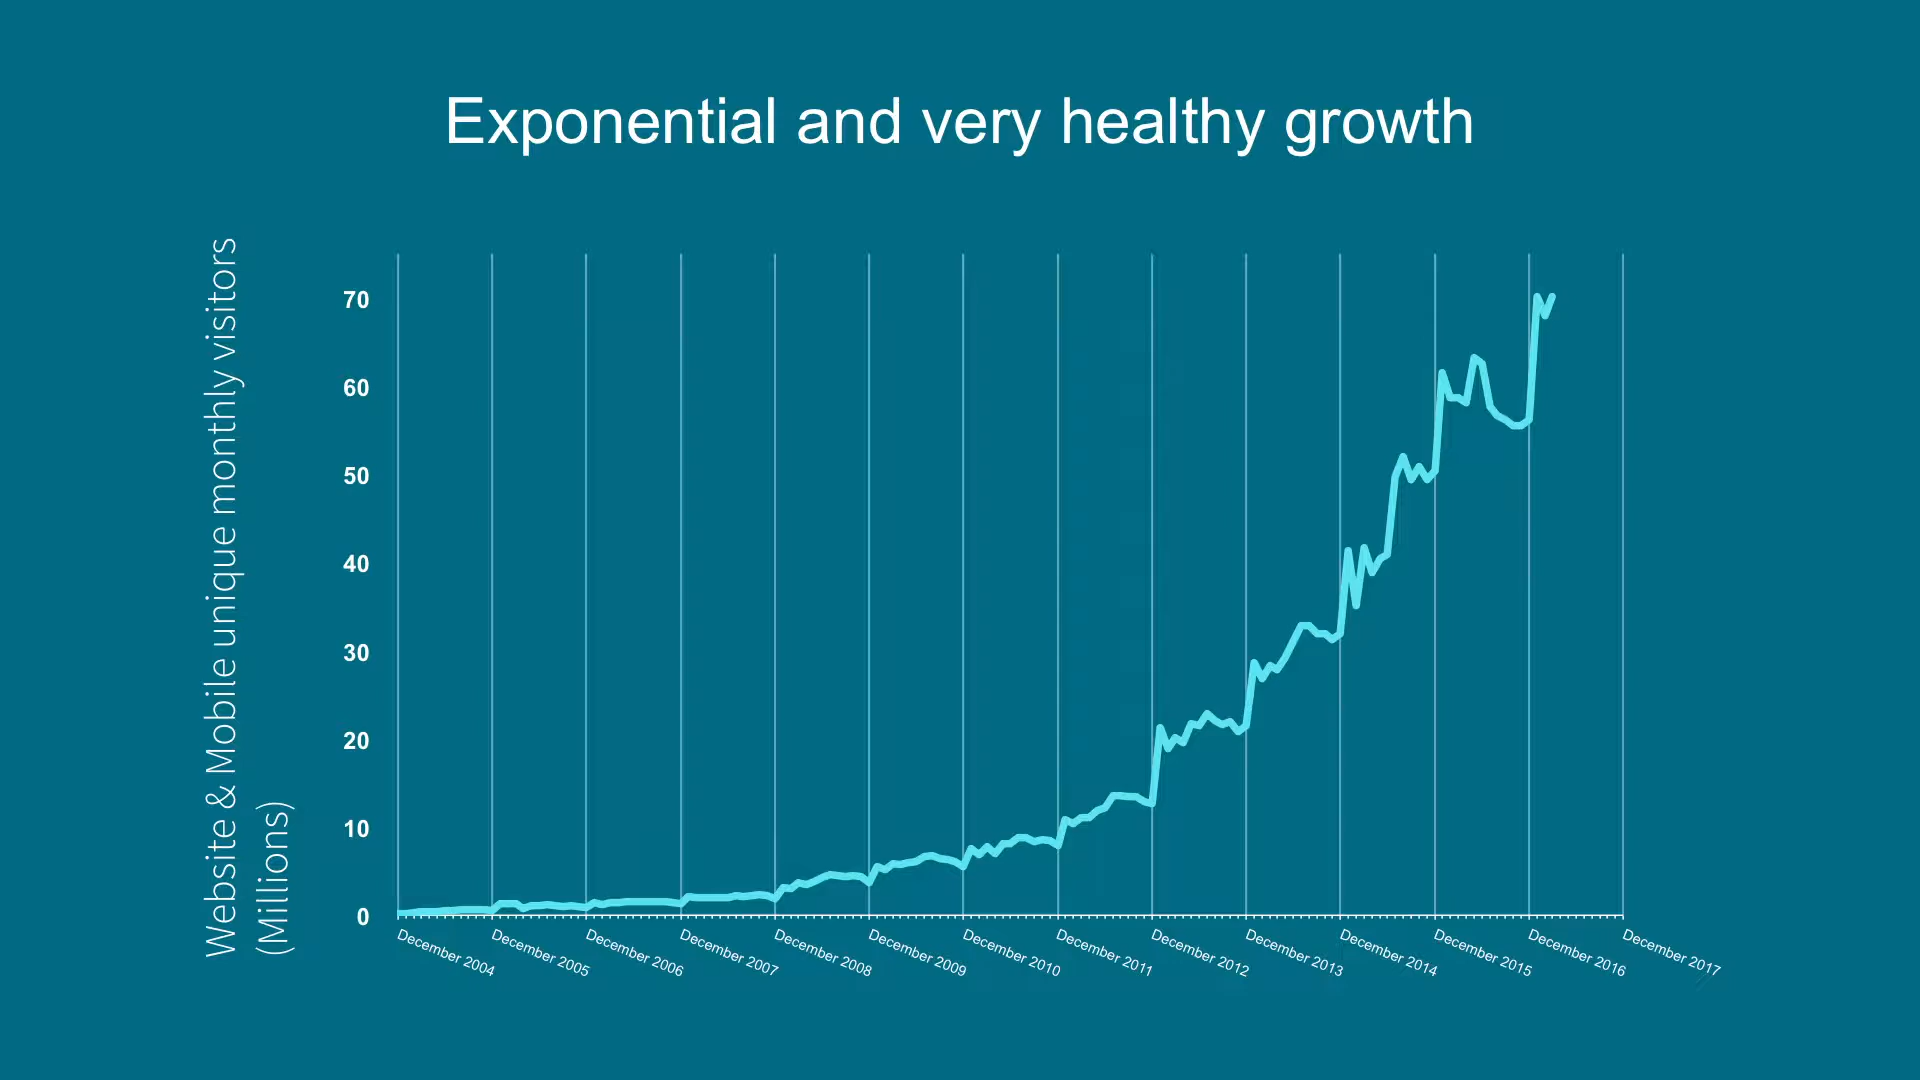 Exponential and very healthy growth
Website & Mobile unique monthly visitors
(Millions)
70
60
50
40
30
20
10
0
December 2004
December 2005
December 2006
December 2007
December 2008
December 2009
December 2010
December 2011
December 2012
December 2013
December 2014
December 2015
December 2016
December 2017